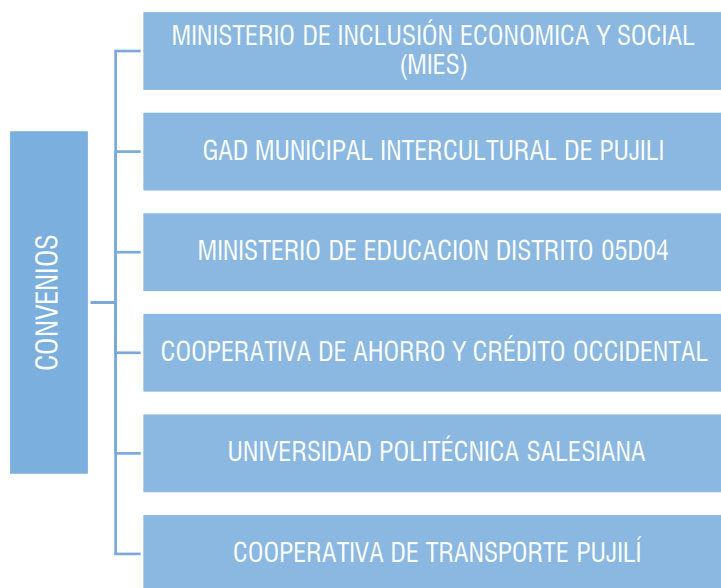 CONVENIOS
MINISTERIO DE INCLUSIÓN ECONOMICA Y SOCIAL
(MIES)
GAD MUNICIPAL INTERCULTURAL DE PUJILI
MINISTERIO DE EDUCACION DISTRITO 05D04
COOPERATIVA DE AHORRO Y CRÉDITO OCCIDENTAL
UNIVERSIDAD POLITÉCNICA SALESIANA
COOPERATIVA DE TRANSPORTE PUJILÍ